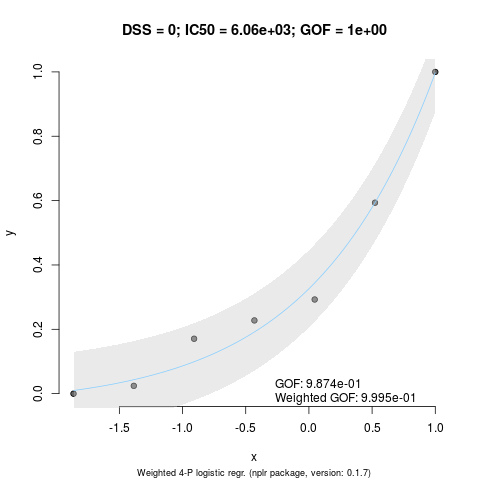 DSS = 0; IC50 = 6.06e+03; GOF = 1e+00
1.0
0.8
0.6
y
0.4
0.2
0.0
GOF: 9.874e-01
Weighted GOF: 9.995e-01
-1.5 -1.0 -0.5 0.0 0.5 1.0
x
Weighted 4-P logistic regr. (nplr package, version: 0.1.7)